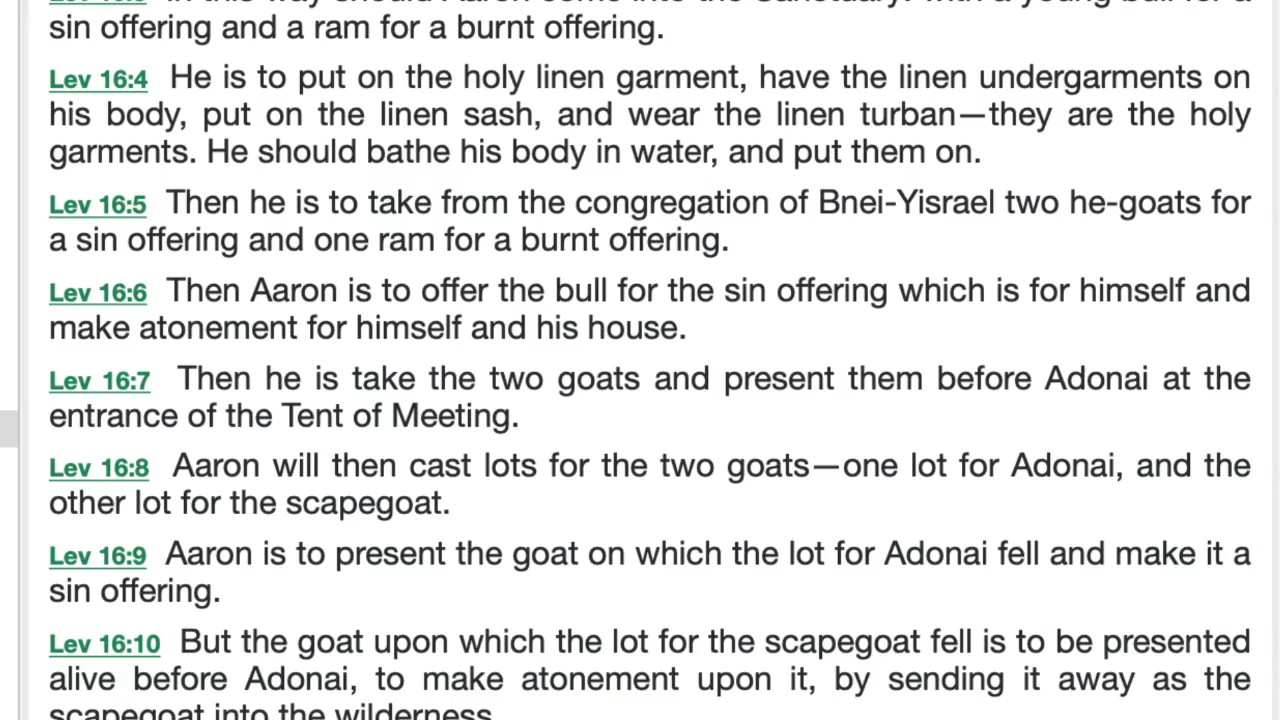 sin offering and a ram for a burnt offering.
Lev 16:4 He is to put on the holy linen garment, have the linen undergarments on
his body, put on the linen sash, and wear the linen turban—they are the holy
garments. He should bathe his body in water, and put them on.
Lev 16:5 Then he is to take from the congregation of Bnei-Yisrael two he-goats for
a sin offering and one ram for a burnt offering.
Lev 16:6 Then Aaron is to offer the bull for the sin offering which is for himself and
make atonement for himself and his house.
Lev 16:7 Then he is take the two goats and present them before Adonai at the
entrance of the Tent of Meeting.
Lev 16:8 Aaron will then cast lots for the two goats—one lot for Adonai, and the
other lot for the scapegoat.
Lev 16:9 Aaron is to present the goat on which the lot for Adonai fell and make it a
sin offering.
Lev 16:10 But the goat upon which the lot for the scapegoat fell is to be presented
alive before Adonai, to make atonement upon it, by sending it away as the
scapegoat into the wilderness.